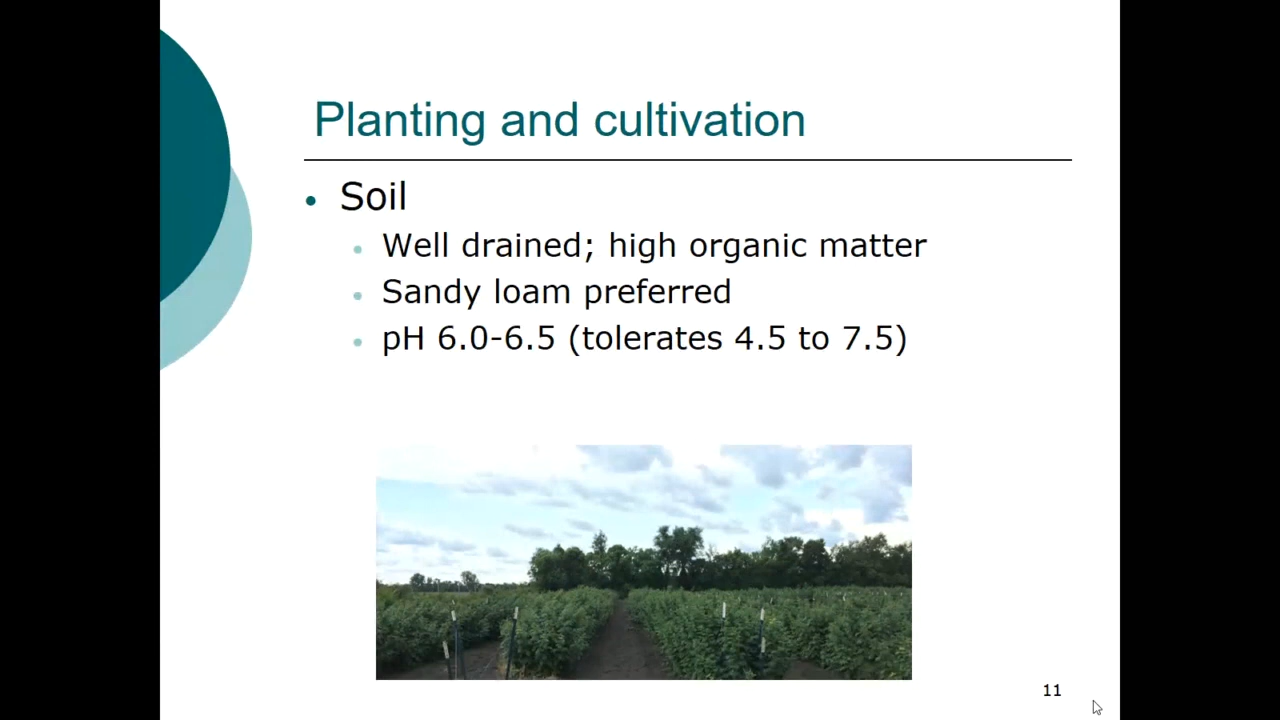 Planting and cultivation
Soil
Well drained; high organic matter
Sandy loam preferred
pH 6.0-6.5 (tolerates 4.5 to 7.5)
11